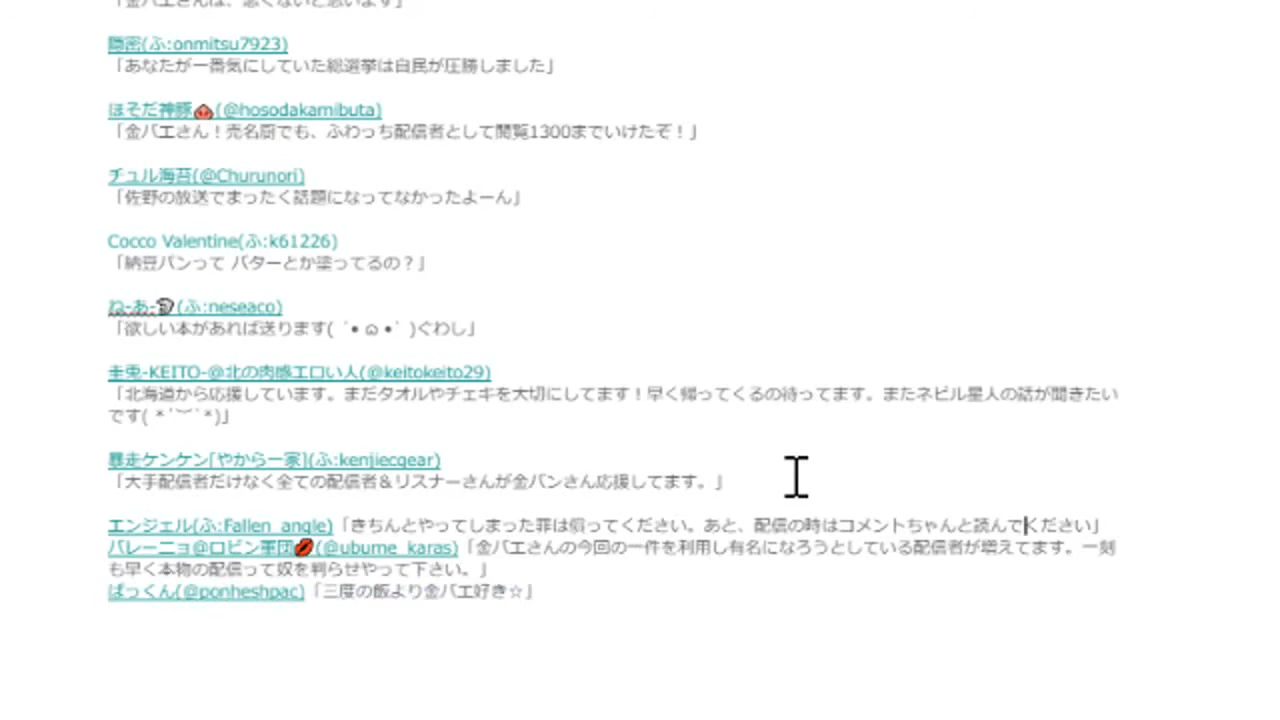 「金バエさんは、悪くないと思います」
隠密(ふ:onmitsu7923)
「あなたが一番気にしていた総選挙は自民が圧勝しました」
ほそだ神豚(@hosodakamibuta)
「金バエさん！売名厨でも、ふわっち配信者として閲覧1300までいけたぞ！」
チュル海苔(@Churunori)
「佐野の放送でまったく話題になってなかったよーん」
Cocco Valentine(ふ:k61226)
「納豆パンって バターとか塗ってるの？」
ね-あ-(ふ:neseaco)
「欲しい本があれば送ります( ´• ω •` )ぐわし」
圭兎-KEITO-@北の肉感エロい人(@keitokeito29)
「北海道から応援しています。まだタオルやチェキを大切にしてます！早く帰ってくるの待ってます。またネビル星人の話が聞きたい
です( *´︶`*)」
暴走ケンケン[やから一家](ふ:kenjiecgear)
「大手配信者だけなく全ての配信者＆リスナーさんが金バンさん応援してます。」
エンジェル(ふ:Fallen_angle)「きちんとやってしまった罪は償ってください。あと、配信の時はコメントちゃんと読んでください」
バレーニョ@ロビン軍団💋(@ubume_karas)「金バエさんの今回の一件を利用し有名になろうとしている配信者が増えてます。一刻
も早く本物の配信って奴を判らせやって下さい。」
ぱっくん(@ponheshpac)「三度の飯より金バエ好き☆」